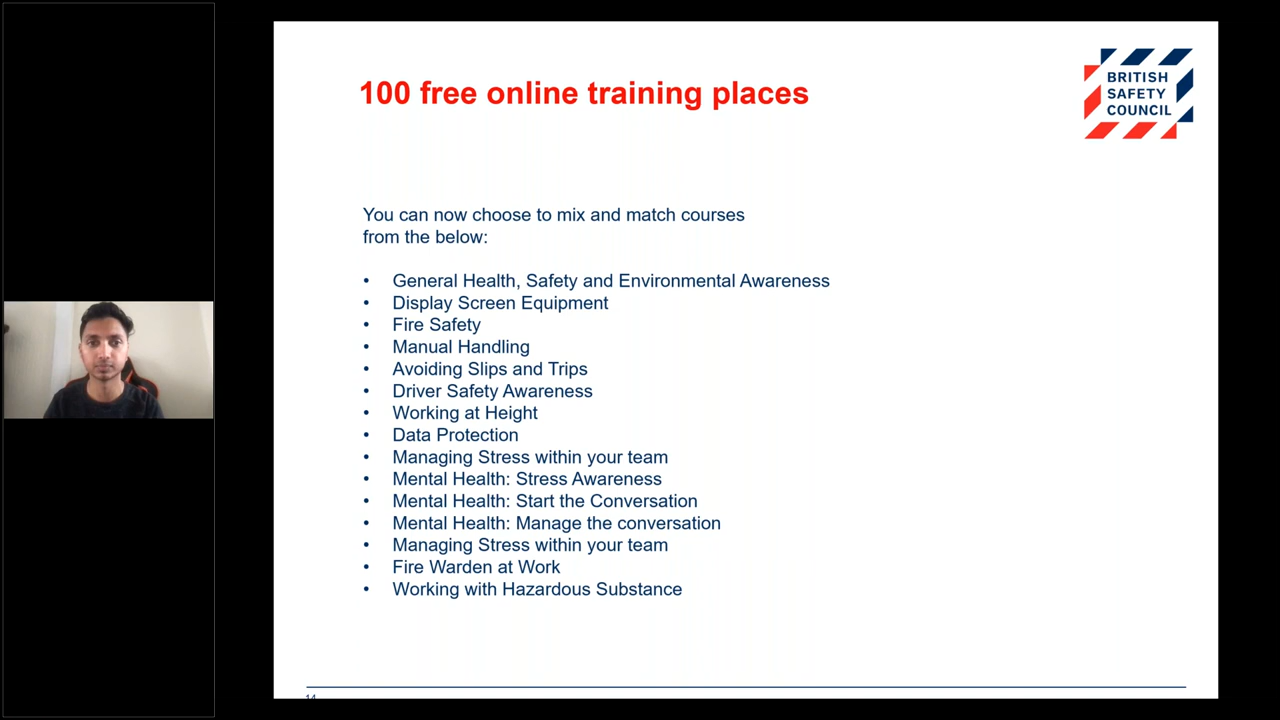 100 free online training places
BRITISH
SAFETY
COUNCIL
You can now choose to mix and match courses
from the below:
• General Health, Safety and Environmental Awareness
• Display Screen Equipment
• Fire Safety
• Manual Handling
• Avoiding Slips and Trips
• Driver Safety Awareness
• Working at Height
• Data Protection
• Managing Stress within your team
• Mental Health: Stress Awareness
• Mental Health: Start the Conversation
• Mental Health: Manage the conversation
• Managing Stress within your team
• Fire Warden at Work
• Working with Hazardous Substance
14